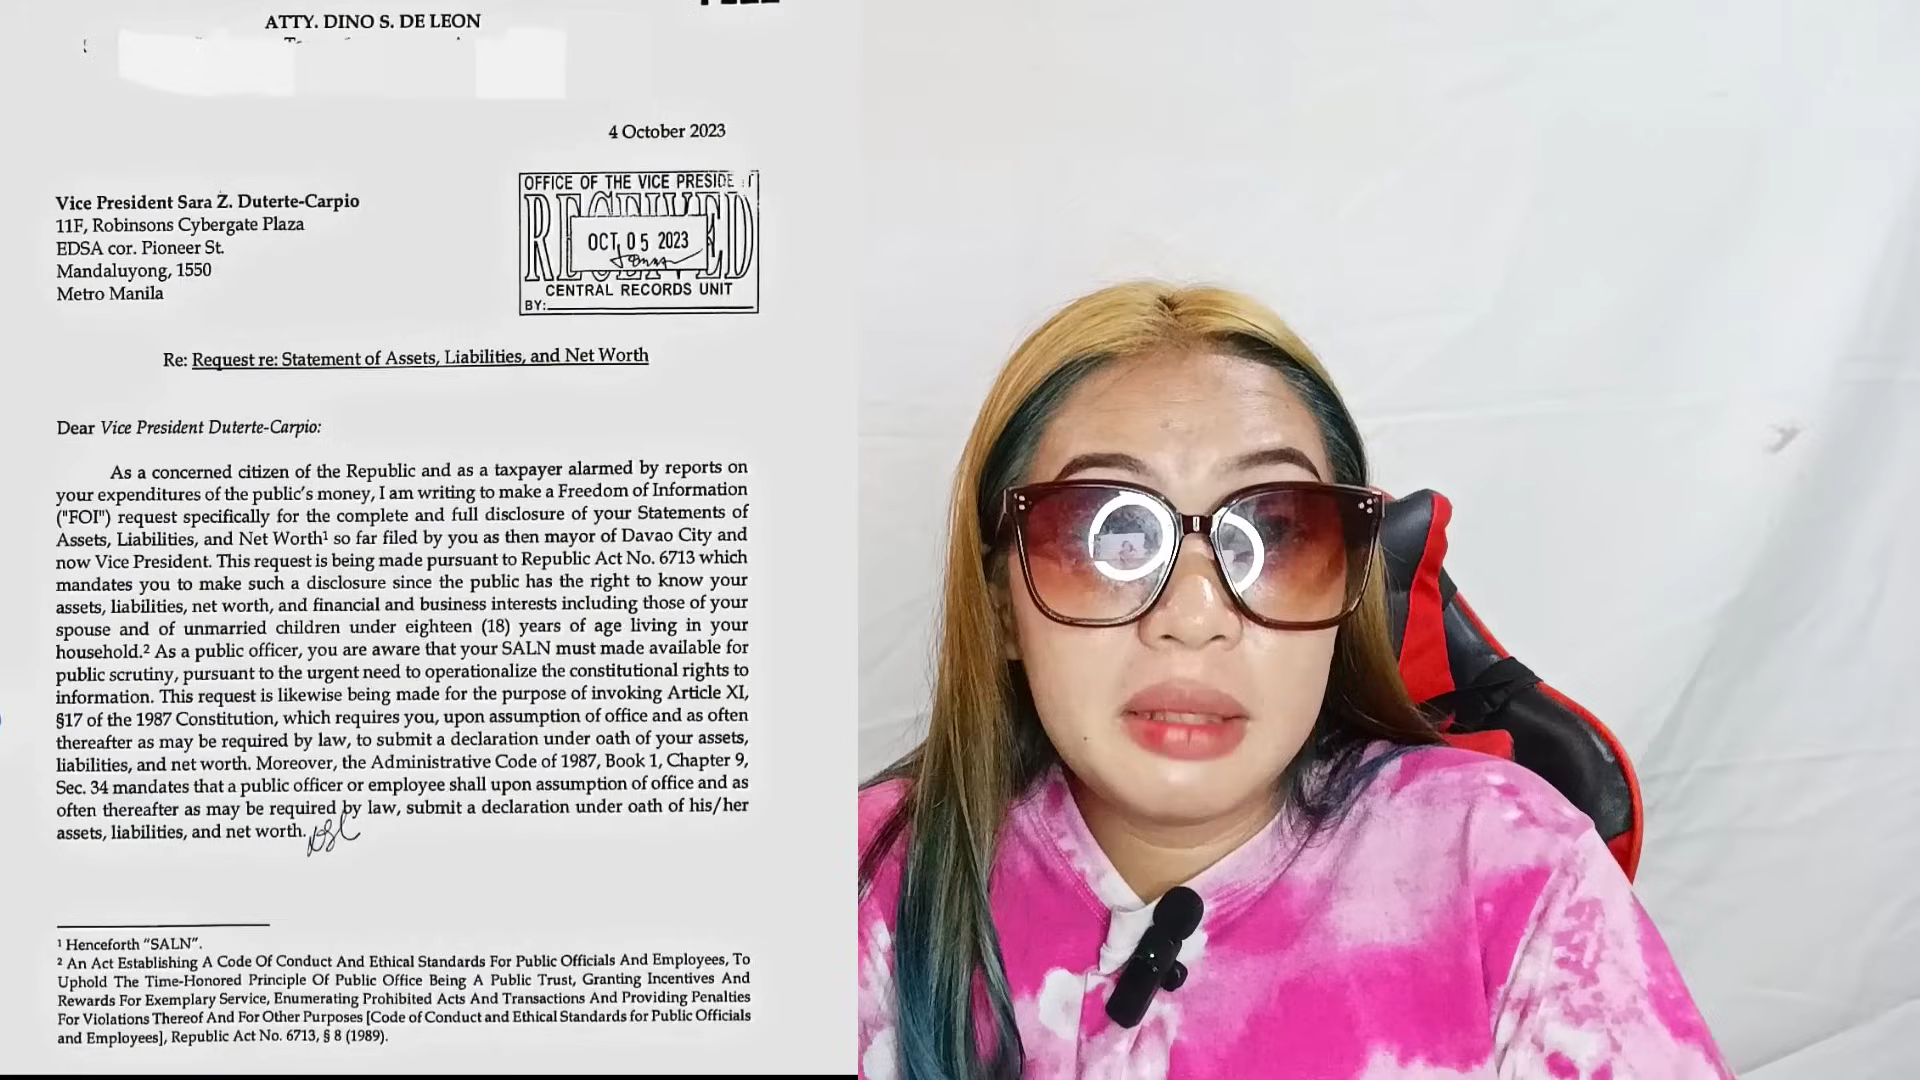 ATTY. DINO S. DE LEON
4 October 2023
OFFICE OF THE VICE PRESIDE
RECEIVED
OCT 05 2023
CENTRAL RECORDS UNIT
BY:
Vice President Sara Z. Duterte-Carpio
11F, Robinsons Cybergate Plaza
EDSA cor. Pioneer St.
Mandaluyong, 1550
Metro Manila
Re: Request re: Statement of Assets, Liabilities, and Net Worth
Dear Vice President Duterte-Carpio:
As a concerned citizen of the Republic and as a taxpayer alarmed by reports on
your expenditures of the public's money, I am writing to make a Freedom of Information
("FOI") request specifically for the complete and full disclosure of your Statements of
Assets, Liabilities, and Net Worth¹ so far filed by you as then mayor of Davao City and
now Vice President. This request is being made pursuant to Republic Act No. 6713 which
mandates you to make such a disclosure since the public has the right to know your
assets, liabilities, net worth, and financial and business interests including those of your
spouse and of unmarried children under eighteen (18) years of age living in your
household.² As a public officer, you are aware that your SALN must made available for
public scrutiny, pursuant to the urgent need to operationalize the constitutional rights to
information. This request is likewise being made for the purpose of invoking Article XI,
§17 of the 1987 Constitution, which requires you, upon assumption of office and as often
thereafter as may be required by law, to submit a declaration under oath of your assets,
liabilities, and net worth. Moreover, the Administrative Code of 1987, Book 1, Chapter 9,
Sec. 34 mandates that a public officer or employee shall upon assumption of office and as
often thereafter as may be required by law, submit a declaration under oath of his/her
assets, liabilities, and net worth.
¹ Henceforth "SALN".
² An Act Establishing A Code Of Conduct And Ethical Standards For Public Officials And Employees, To
Uphold The Time-Honored Principle Of Public Office Being A Public Trust, Granting Incentives And
Rewards For Exemplary Service, Enumerating Prohibited Acts And Transactions And Providing Penalties
For Violations Thereof And For Other Purposes [Code of Conduct and Ethical Standards for Public Officials
and Employees], Republic Act No. 6713, § 8 (1989).